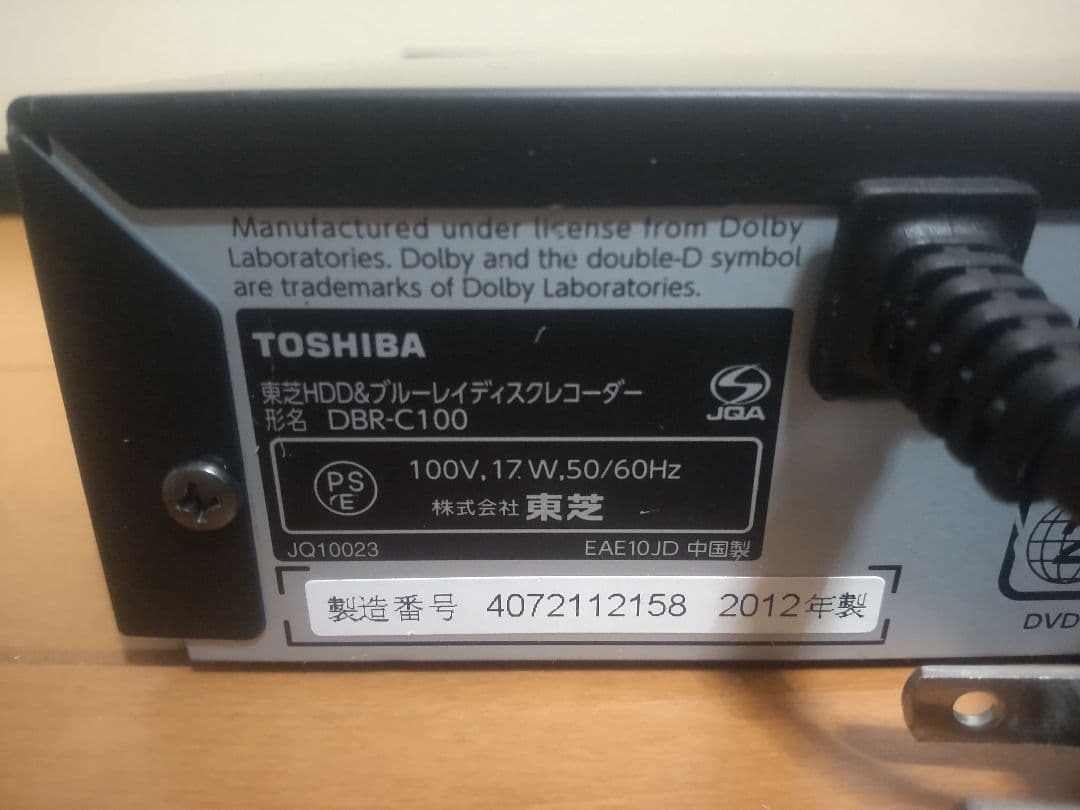 Manufactured under license from Dolby
Laboratories. Dolby and the double-D symbol
are trademarks of Dolby Laboratories.
TOSHIBA
東芝HDD&ブルーレイディスクレコーダー
形名 DBR-C100
JQA
PS
E
100V,17W,50/60Hz
株式会社 東芝
JQ10023
EAE10JD 中国製
製造番号 4072112158 2012年製
DVD